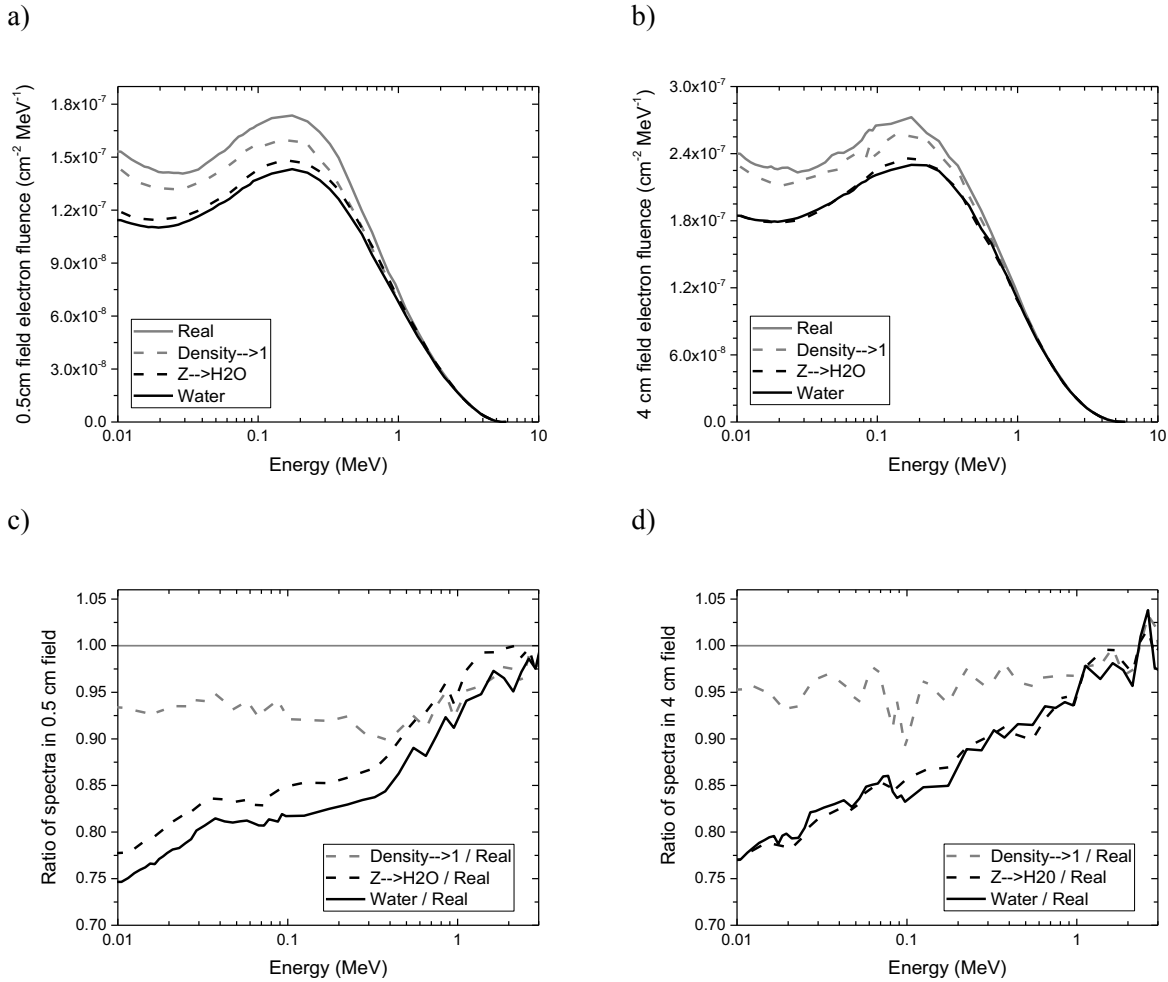 a)
0.5cm field electron fluence (cm⁻² MeV⁻¹)
1.8x10⁻⁷
1.5x10⁻⁷
1.2x10⁻⁷
9.0x10⁻⁸
6.0x10⁻⁸
3.0x10⁻⁸
0.0
Real
Density-->1
Z-->H2O
Water
0.01
0.1
1
10
Energy (MeV)
b)
4 cm field electron fluence (cm⁻² MeV⁻¹)
3.0x10⁻⁷
2.4x10⁻⁷
1.8x10⁻⁷
1.2x10⁻⁷
6.0x10⁻⁸
0.0
Real
Density-->1
Z-->H2O
Water
0.01
0.1
1
10
Energy (MeV)
c)
Ratio of spectra in 0.5 cm field
1.05
1.00
0.95
0.90
0.85
0.80
0.75
0.70
Density-->1 / Real
Z-->H2O / Real
Water / Real
0.01
0.1
1
Energy (MeV)
d)
Ratio of spectra in 4 cm field
1.05
1.00
0.95
0.90
0.85
0.80
0.75
0.70
Density-->1 / Real
Z-->H20 / Real
Water / Real
0.01
0.1
1
Energy (MeV)